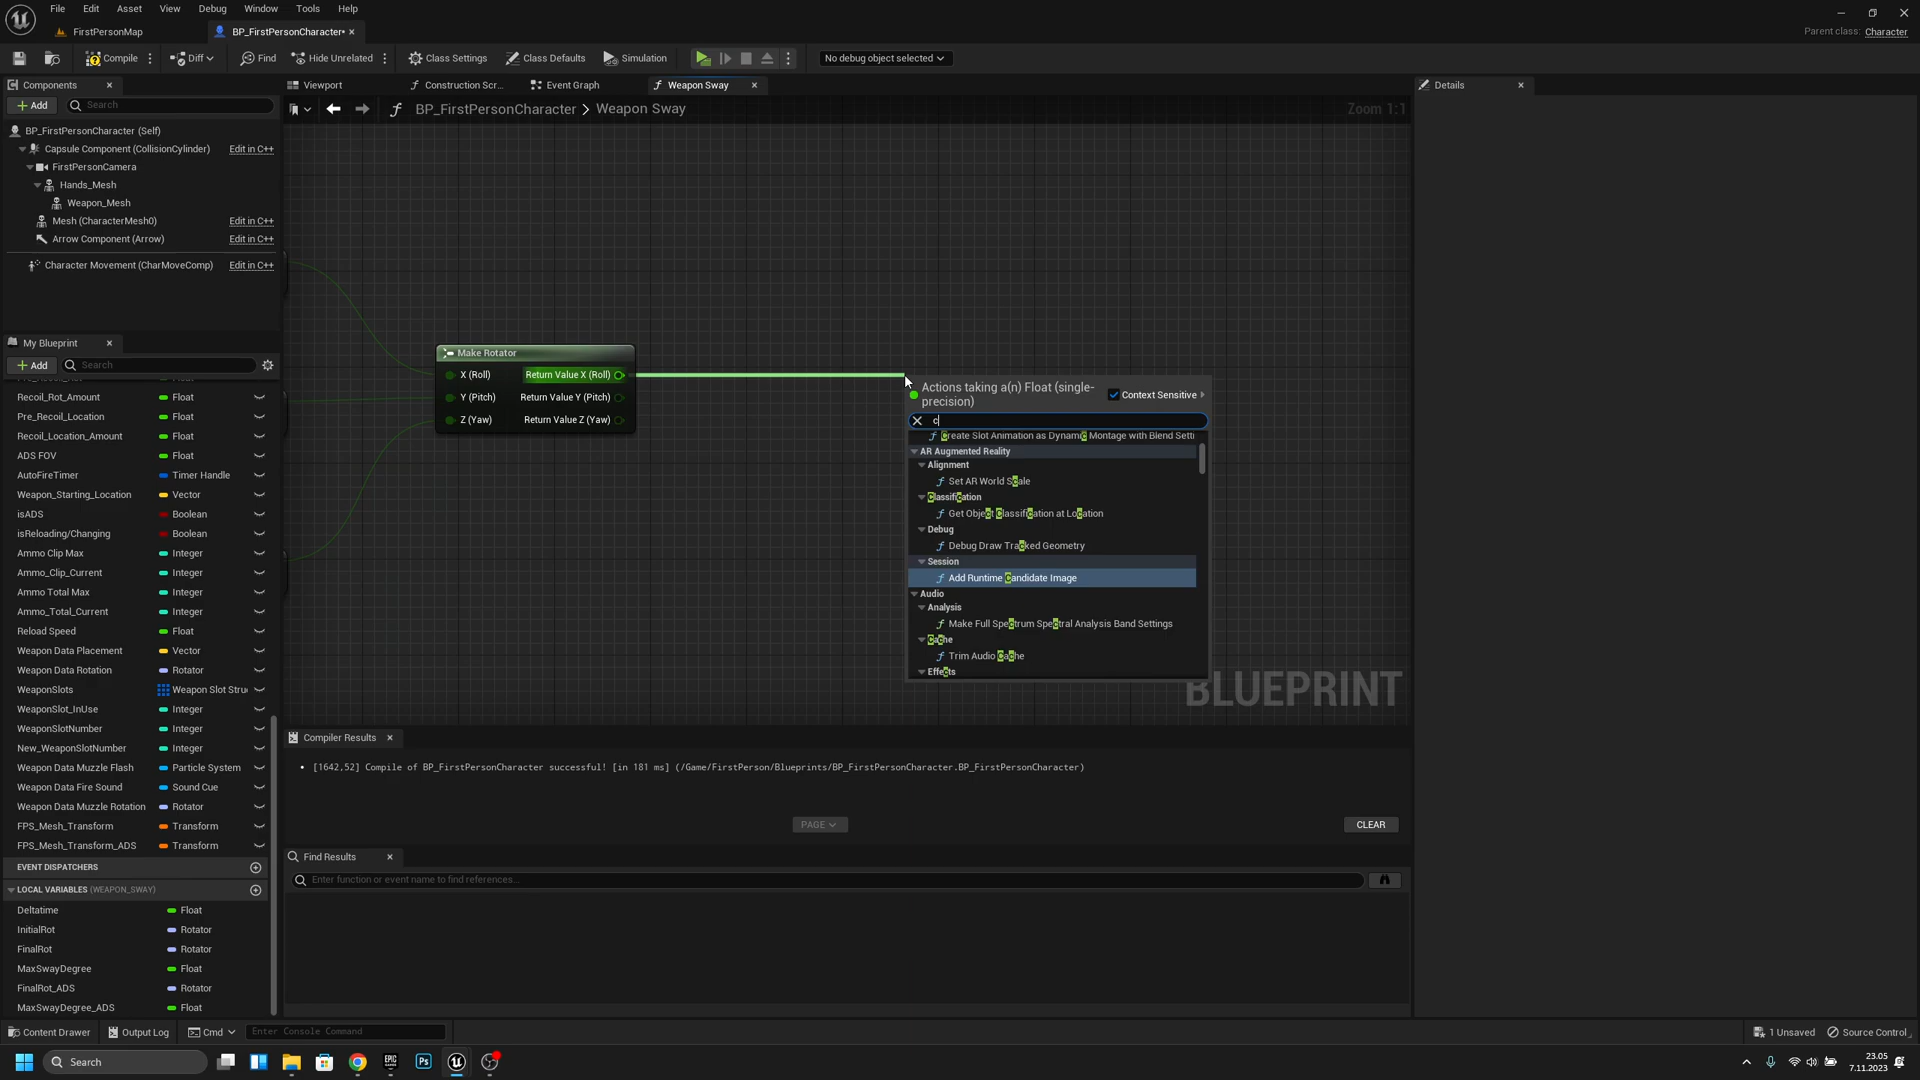 File Edit Asset View Debug Window Tools Help
FirstPersonMap BP_FirstPersonCharacter•
Parent class: Character
Compile Diff Find Hide Unrelated Class Settings Class Defaults Simulation No debug object selected
Components Viewport Construction Scr... Event Graph Weapon Sway Details
Add Search BP_FirstPersonCharacter > Weapon Sway Zoom 1:1
BP_FirstPersonCharacter (Self)
Capsule Component (CollisionCylinder) Edit in C++
FirstPersonCamera
Hands_Mesh
Weapon_Mesh
Mesh (CharacterMesh0) Edit in C++
Arrow Component (Arrow) Edit in C++
Character Movement (CharMoveComp) Edit in C++
My Blueprint
Add Search
Recoil_Rot_Amount Float
Pre_Recoil_Location Float
Recoil_Location_Amount Float
ADS FOV Float
AutoFireTimer Timer Handle
Weapon_Starting_Location Vector
isADS Boolean
isReloading/Changing Boolean
Ammo Clip Max Integer
Ammo_Clip_Current Integer
Ammo Total Max Integer
Ammo_Total_Current Integer
Reload Speed Float
Weapon Data Placement Vector
Weapon Data Rotation Rotator
WeaponSlots Weapon Slot Stru
WeaponSlot_InUse Integer
WeaponSlotNumber Integer
New_WeaponSlotNumber Integer
Weapon Data Muzzle Flash Particle System
Weapon Data Fire Sound Sound Cue
Weapon Data Muzzle Rotation Rotator
FPS_Mesh_Transform Transform
FPS_Mesh_Transform_ADS Transform
EVENT DISPATCHERS
LOCAL VARIABLES (WEAPON_SWAY)
Deltatime Float
InitialRot Rotator
FinalRot Rotator
MaxSwayDegree Float
FinalRot_ADS Rotator
MaxSwayDegree_ADS Float
Make Rotator
X (Roll) Return Value X (Roll)
Y (Pitch) Return Value Y (Pitch)
Z (Yaw) Return Value Z (Yaw)
Actions taking a(n) Float (single-
precision)
Context Sensitive
c
Create Slot Animation as Dynamic Montage with Blend Setti
AR Augmented Reality
Alignment
Set AR World Scale
Classification
Get Object Classification at Location
Debug
Debug Draw Tracked Geometry
Session
Add Runtime Candidate Image
Audio
Analysis
Make Full Spectrum Spectral Analysis Band Settings
Cache
Trim Audio Cache
Effects
BLUEPRINT
Compiler Results
[1642,52] Compile of BP_FirstPersonCharacter successful! [in 181 ms] (/Game/FirstPerson/Blueprints/BP_FirstPersonCharacter.BP_FirstPersonCharacter)
PAGE CLEAR
Find Results
Enter function or event name to find references...
Content Drawer Output Log Cmd Enter Console Command 1 Unsaved Source Control
Search EPIC Ps 23.05
7.11.2023